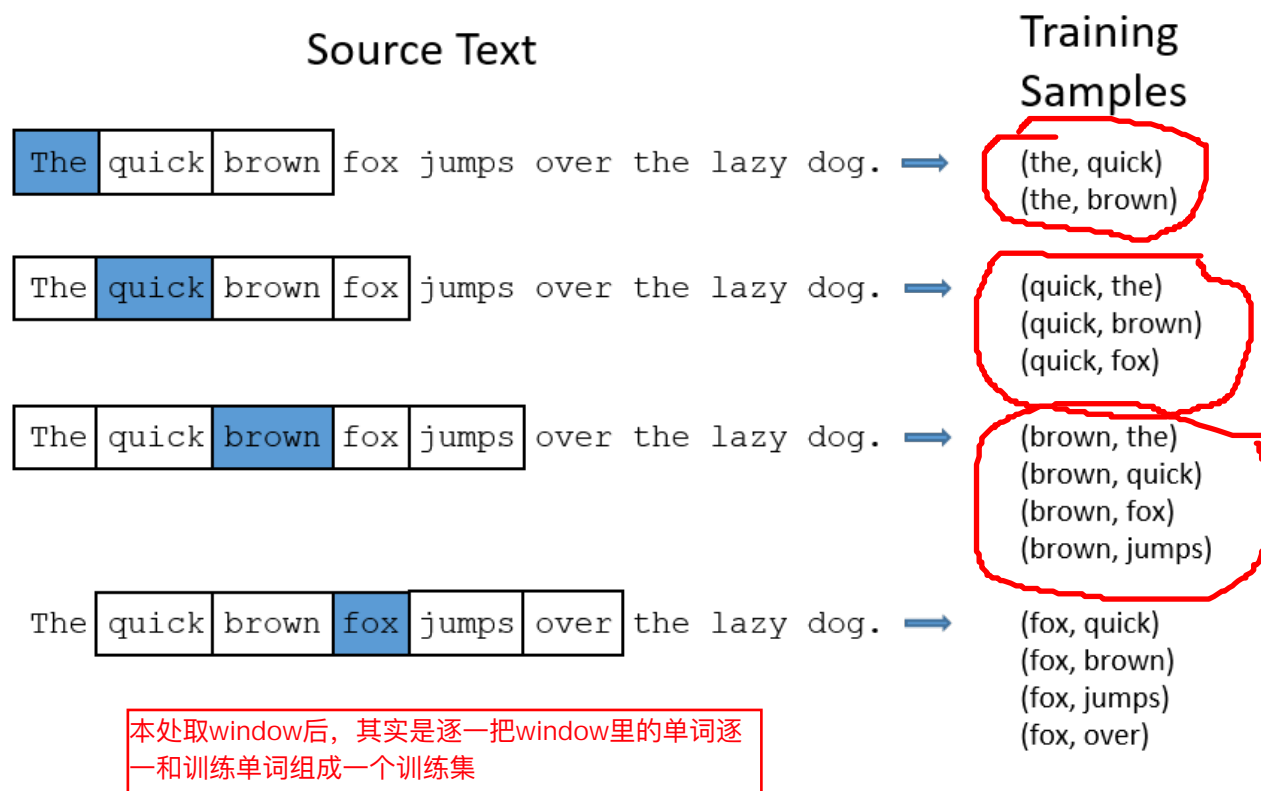 Source Text
Training
Samples
The quick brown fox jumps over the lazy dog.
(the, quick)
(the, brown)
The quick brown fox jumps over the lazy dog.
(quick, the)
(quick, brown)
(quick, fox)
The quick brown fox jumps over the lazy dog.
(brown, the)
(brown, quick)
(brown, fox)
(brown, jumps)
The quick brown fox jumps over the lazy dog.
(fox, quick)
(fox, brown)
(fox, jumps)
(fox, over)
本处取window后，其实是逐一把window里的单词逐
一和训练单词组成一个训练集